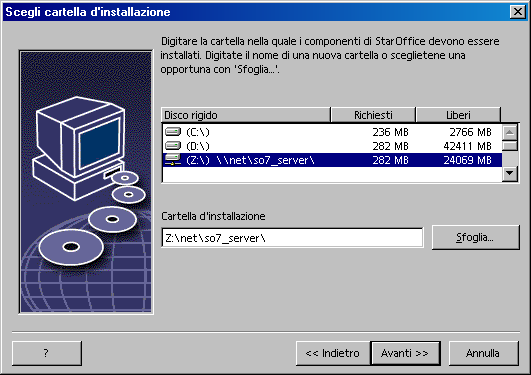 Scegli cartella d'installazione
Digitare la cartella nella quale i componenti di StarOffice devono essere
installati. Digitate il nome di una nuova cartella o sceglietene una
opportuna con 'Sfoglia...'.
Disco rigido Richiesti Liberi
(C:\) 236 MB 2766 MB
(D:\) 282 MB 42411 MB
(Z:\) \\net\so7_server\ 282 MB 24069 MB
Cartella d'installazione
Z:\net\so7_server\ Sfoglia...
? << Indietro Avanti >> Annulla